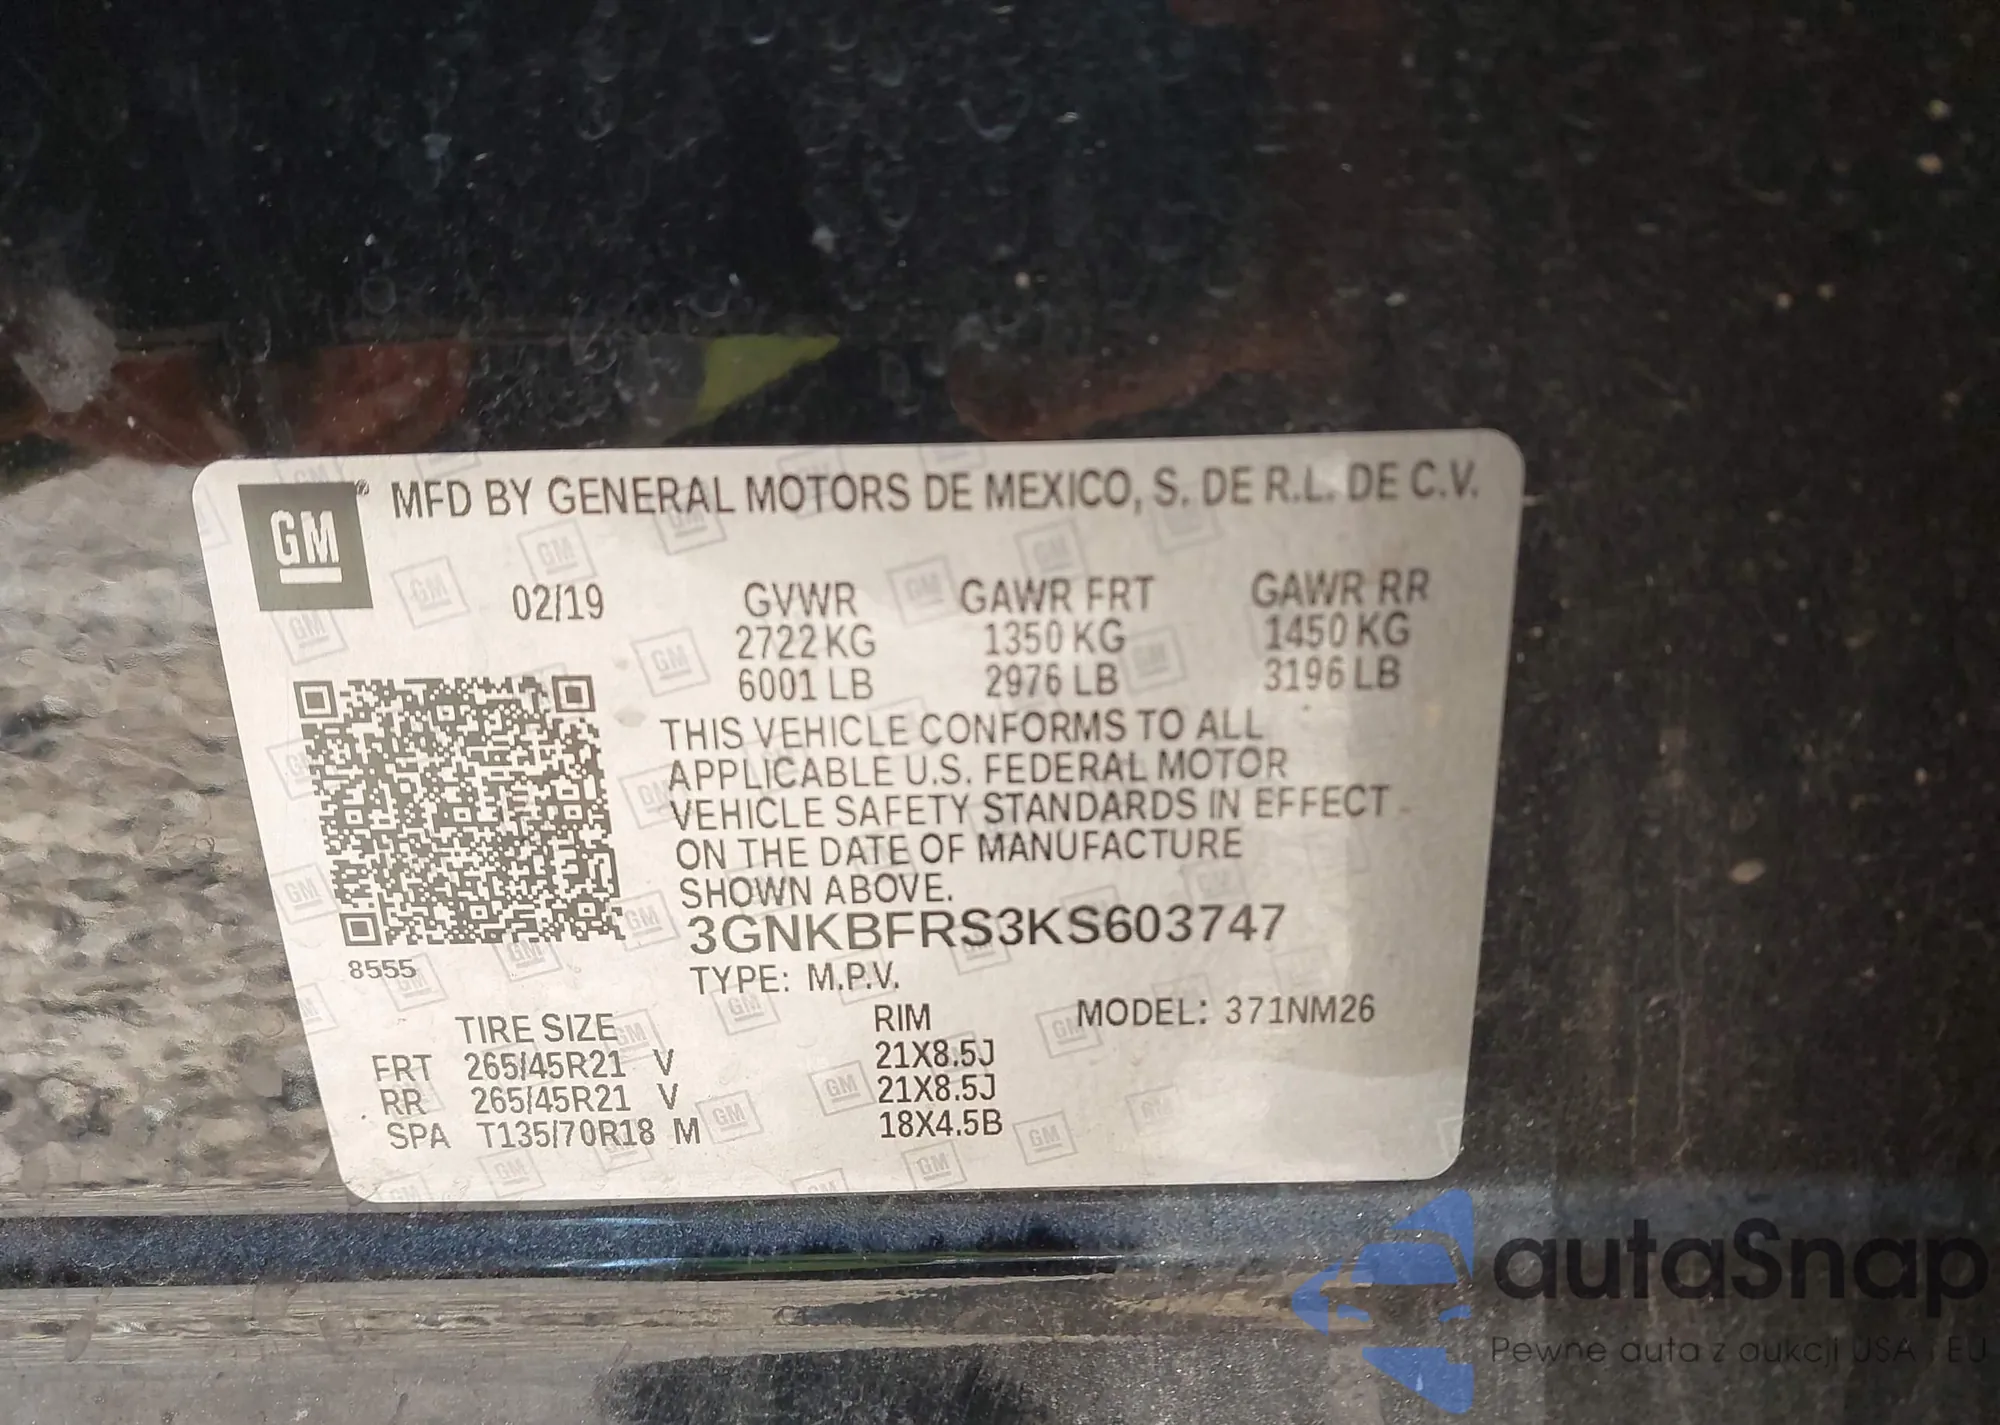 GM
MFD BY GENERAL MOTORS DE MEXICO, S. DE R.L. DE C.V.
02/19 GVWR GAWR FRT GAWR RR
2722 KG 1350 KG 1450 KG
6001 LB 2976 LB 3196 LB
THIS VEHICLE CONFORMS TO ALL
APPLICABLE U.S. FEDERAL MOTOR
VEHICLE SAFETY STANDARDS IN EFFECT
ON THE DATE OF MANUFACTURE
SHOWN ABOVE.
3GNKBFRS3KS603747
8555
TYPE: M.P.V.
TIRE SIZE RIM MODEL: 371NM26
FRT 265/45R21 V 21X8.5J
RR 265/45R21 V 21X8.5J
SPA T135/70R18 M 18X4.5B
autaSnap
Pewne auta z aukcji USA i EU